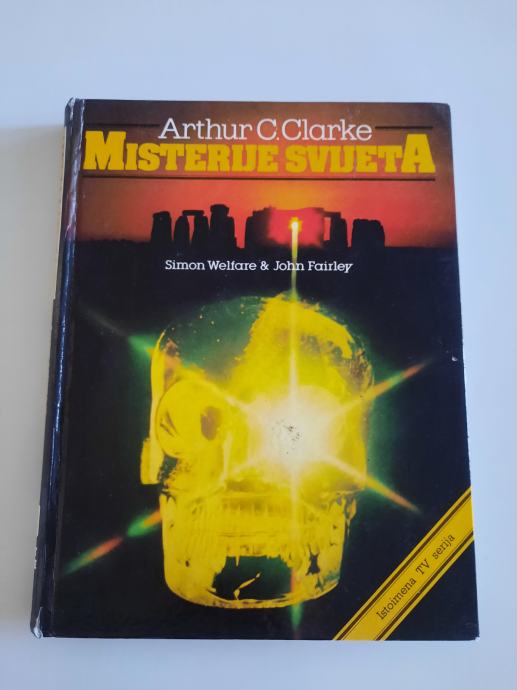 Arthur C. Clarke
MISTERIJE SVIJETA
Simon Welfare & John Fairley
Istoimena TV serija